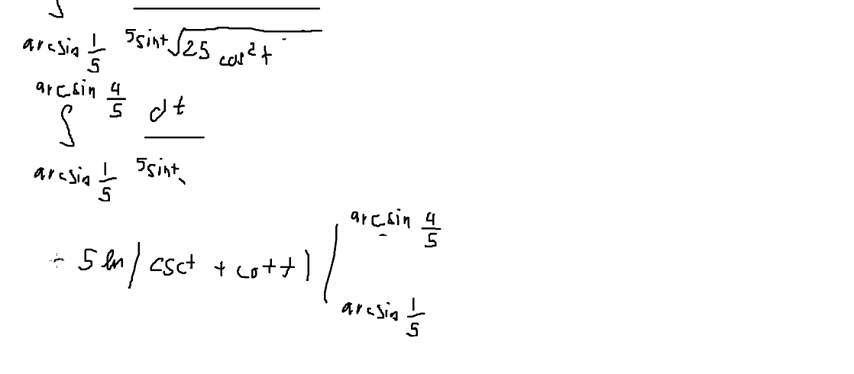 ∫
arcsin 1/5 5sint √25 cos²t
arcsin 4/5
∫ dt
arcsin 1/5 5sint
arcsin 4/5
- 5 ln | csct + cott |
arcsin 1/5